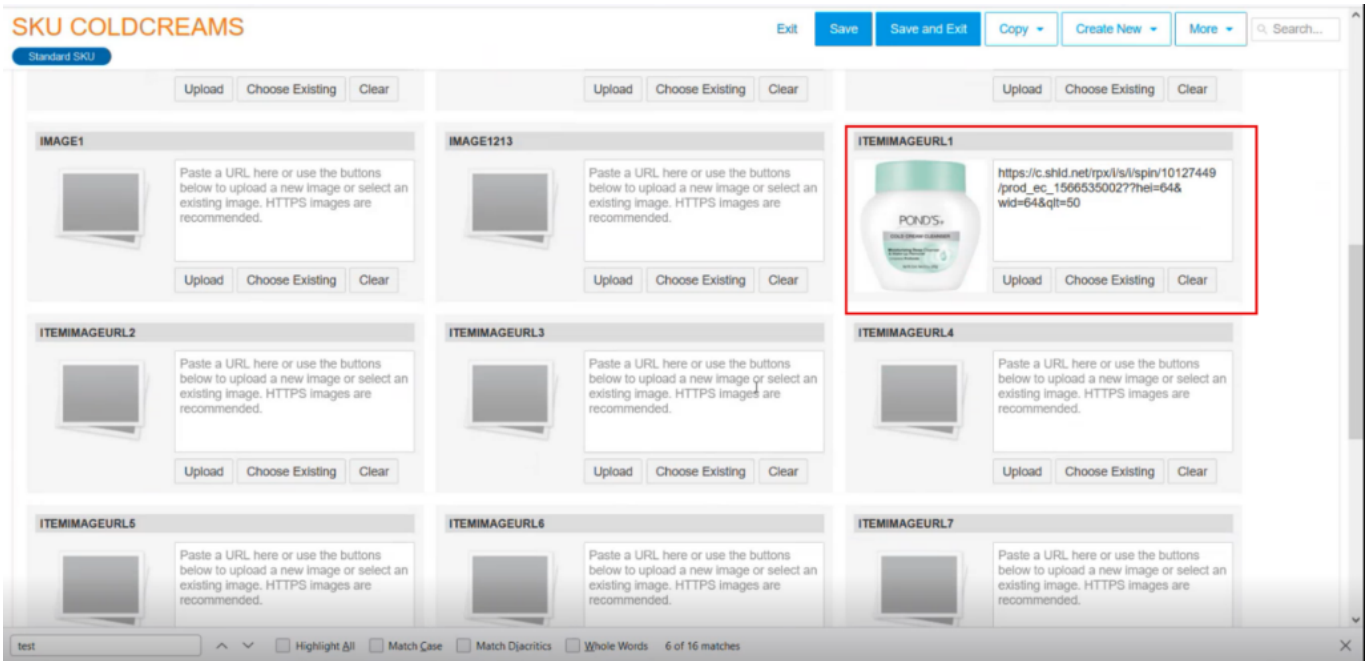 SKU COLDCREAMS
Exit Save Save and Exit Copy Create New More Search...
Standard SKU
Upload Choose Existing Clear Upload Choose Existing Clear Upload Choose Existing Clear
IMAGE1 IMAGE1213 ITEMIMAGEURL1
Paste a URL here or use the buttons
below to upload a new image or select an
existing image. HTTPS images are
recommended.
Paste a URL here or use the buttons
below to upload a new image or select an
existing image. HTTPS images are
recommended.
POND'S
COLD CREAM CLEANSER
https://c.shld.net/rpx/i/s/i/spin/10127449
/prod_ec_1566535002??hei=64&
wid=64&qlt=50
Upload Choose Existing Clear Upload Choose Existing Clear Upload Choose Existing Clear
ITEMIMAGEURL2 ITEMIMAGEURL3 ITEMIMAGEURL4
Paste a URL here or use the buttons
below to upload a new image or select an
existing image. HTTPS images are
recommended.
Paste a URL here or use the buttons
below to upload a new image or select an
existing image. HTTPS images are
recommended.
Paste a URL here or use the buttons
below to upload a new image or select an
existing image. HTTPS images are
recommended.
Upload Choose Existing Clear Upload Choose Existing Clear Upload Choose Existing Clear
ITEMIMAGEURL5 ITEMIMAGEURL6 ITEMIMAGEURL7
Paste a URL here or use the buttons
below to upload a new image or select an
existing image. HTTPS images are
recommended.
Paste a URL here or use the buttons
below to upload a new image or select an
existing image. HTTPS images are
recommended.
Paste a URL here or use the buttons
below to upload a new image or select an
existing image. HTTPS images are
recommended.
test Highlight All Match Case Match Diacritics Whole Words 6 of 16 matches